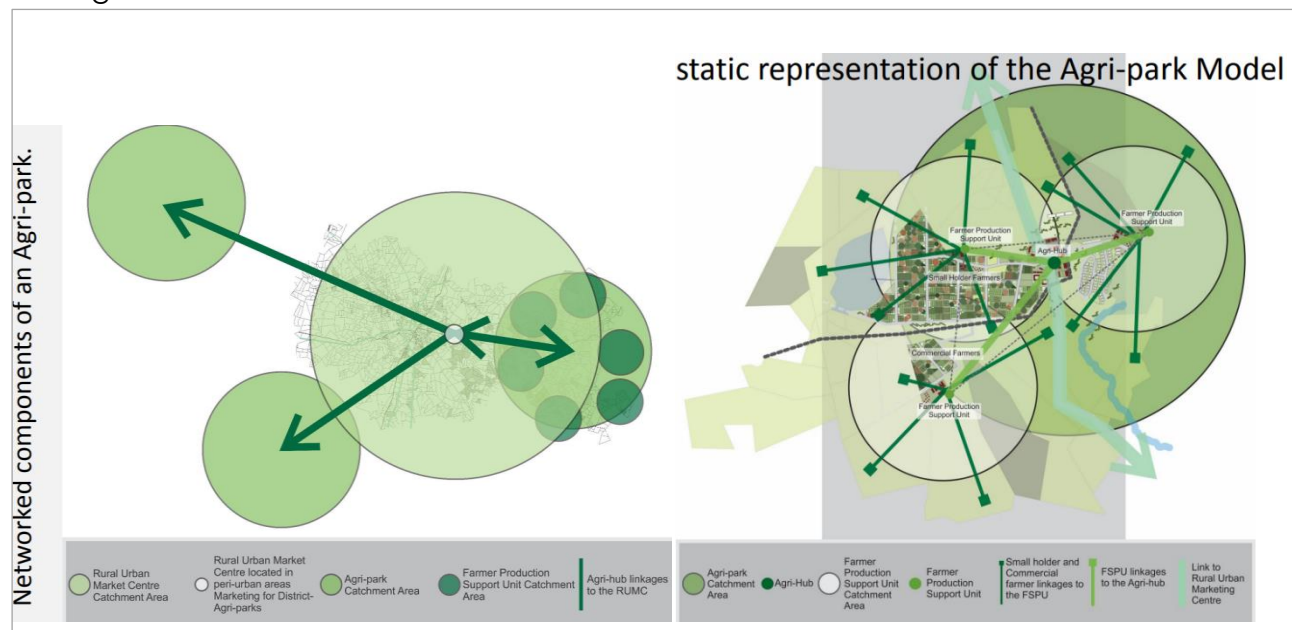 Networked components of an Agri-park.
Rural Urban
Market Centre
Catchment Area
Rural Urban Market
Centre located in
peri-urban areas
Marketing for District-
Agri-parks
Agri-park
Catchment Area
Farmer Production
Support Unit Catchment
Area
Agri-hub linkages
to the RUMC
static representation of the Agri-park Model
Farmer Production
Support Unit
Farmer Production
Support Unit
Agri-Hub
Small Holder Farmers
Commercial Farmers
Farmer Production
Support Unit
Agri-park
Catchment
Area
Agri-Hub
Farmer
Production
Support Unit
Catchment
Area
Farmer
Production
Support Unit
Small holder and
Commercial
farmer linkages to
the FSPU
FSPU linkages
to the Agri-hub
Link to
Rural Urban
Marketing
Centre